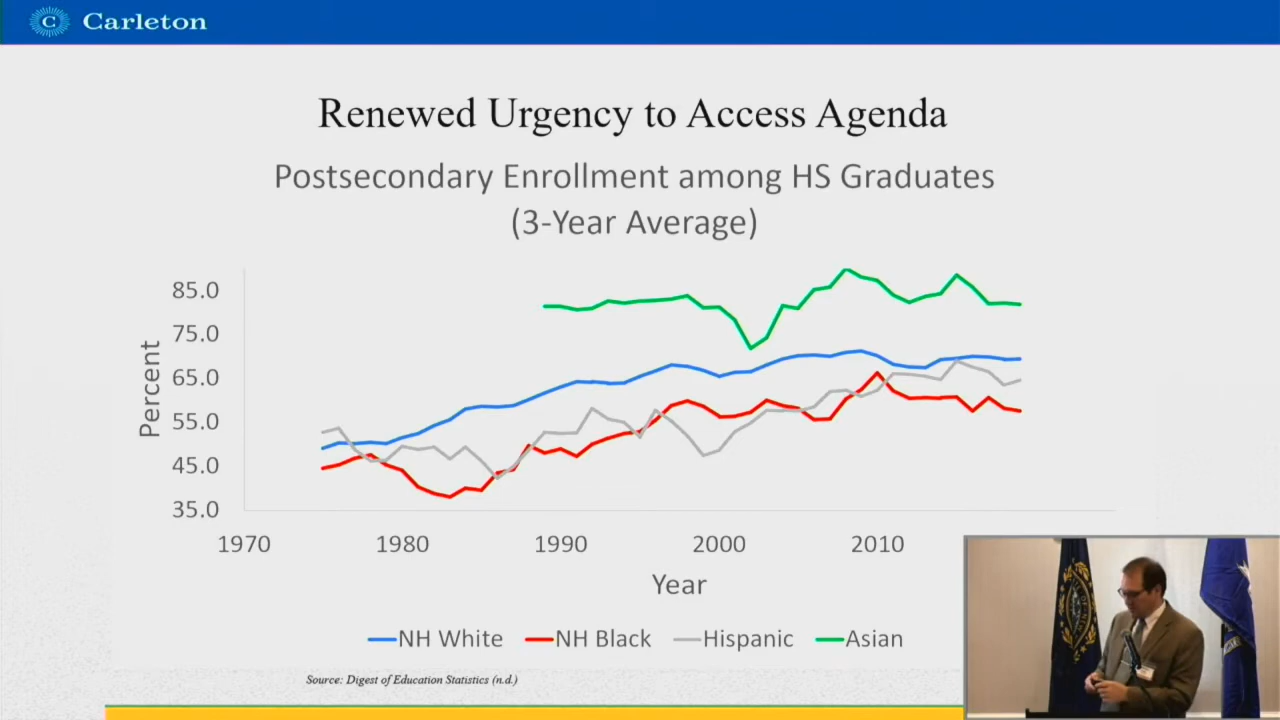 Carleton
Renewed Urgency to Access Agenda
Postsecondary Enrollment among HS Graduates
(3-Year Average)
85.0
75.0
65.0
55.0
45.0
35.0
Percent
1970 1980 1990 2000 2010
Year
NH White NH Black Hispanic Asian
Source: Digest of Education Statistics (n.d.)